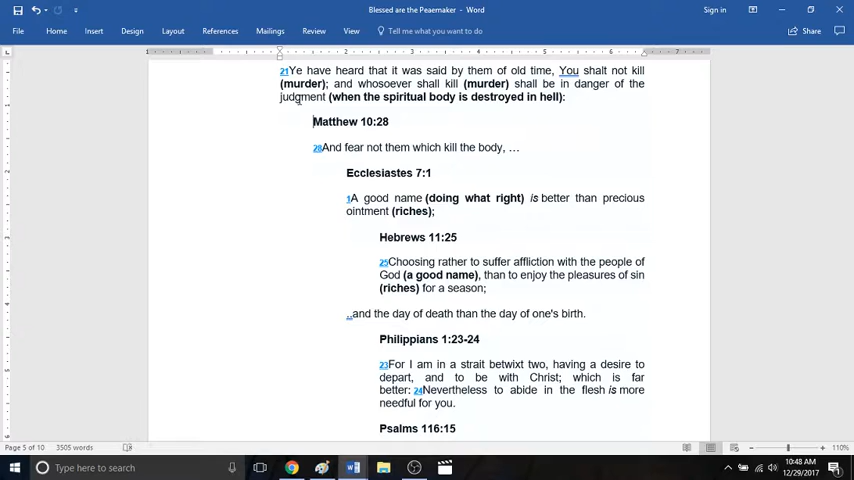 Blessed are the Peaemaker - Word
Sign in
File
Home
Insert
Design
Layout
References
Mailings
Review
View
Tell me what you want to do
Share
1 2 3 4 5 6 7
21Ye have heard that it was said by them of old time, You shalt not kill
(murder); and whosoever shall kill (murder) shall be in danger of the
judgment (when the spiritual body is destroyed in hell):
Matthew 10:28
28And fear not them which kill the body, …
Ecclesiastes 7:1
1A good name (doing what right) is better than precious
ointment (riches);
Hebrews 11:25
25Choosing rather to suffer affliction with the people of
God (a good name), than to enjoy the pleasures of sin
(riches) for a season;
..and the day of death than the day of one's birth.
Philippians 1:23-24
23For I am in a strait betwixt two, having a desire to
depart, and to be with Christ; which is far
better: 24Nevertheless to abide in the flesh is more
needful for you.
Psalms 116:15
Page 5 of 10
3505 words
110%
Type here to search
10:48 AM
12/29/2017